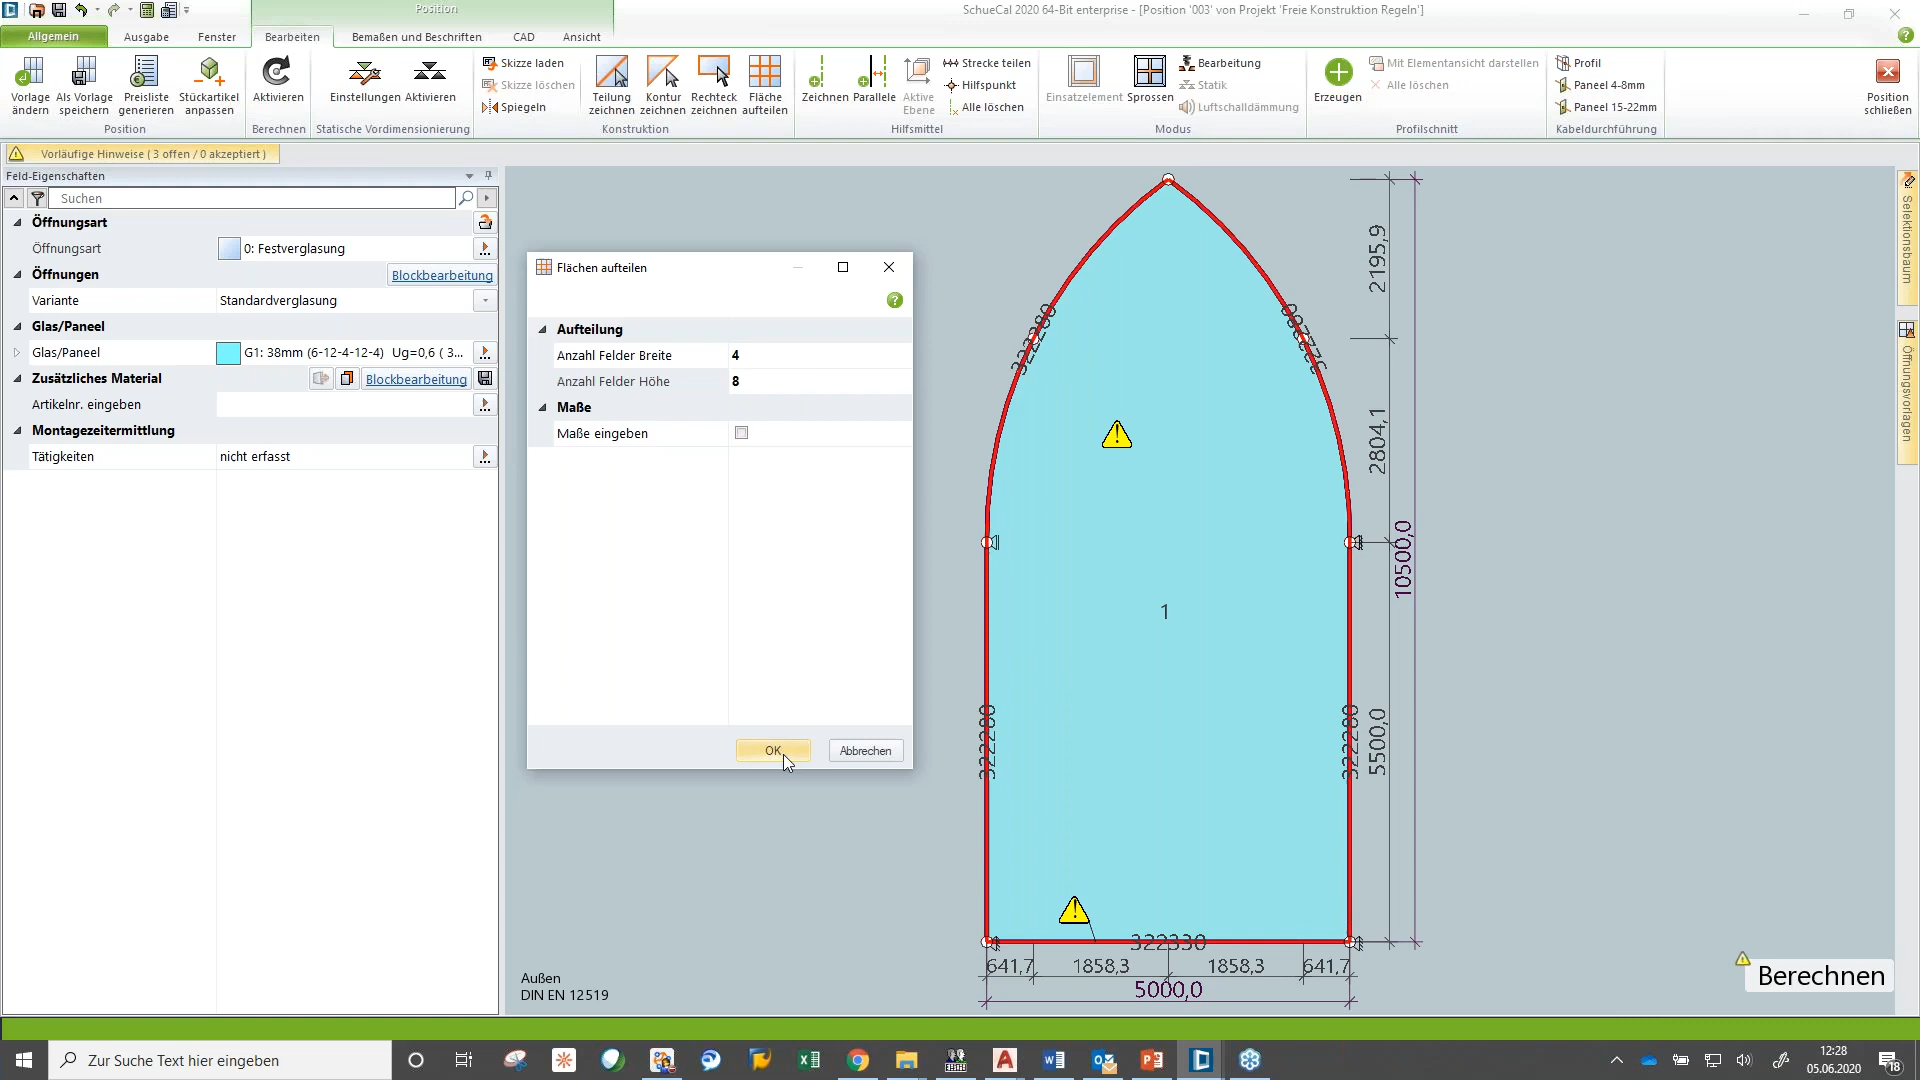 Position
SchueCal 2020 64-Bit enterprise - [Position '003' von Projekt 'Freie Konstruktion Regeln']
Allgemein
Ausgabe
Fenster
Bearbeiten
Bemaßen und Beschriften
CAD
Ansicht
Vorlage ändern
Als Vorlage speichern
Preisliste generieren
Stückartikel anpassen
Position
Aktivieren
Berechnen
Einstellungen
Aktivieren
Statische Vordimensionierung
Skizze laden
Skizze löschen
Spiegeln
Teilung zeichnen
Kontur zeichnen
Rechteck zeichnen
Fläche aufteilen
Konstruktion
Zeichnen
Parallele
Aktive Ebene
Strecke teilen
Hilfspunkt
Alle löschen
Hilfsmittel
Einsatzelement
Sprossen
Bearbeitung
Statik
Luftschalldämmung
Modus
Erzeugen
Mit Elementansicht darstellen
Alle löschen
Profilschnitt
Profil
Paneel 4-8mm
Paneel 15-22mm
Kabeldurchführung
Position schließen
Vorläufige Hinweise ( 3 offen / 0 akzeptiert )
Feld-Eigenschaften
Suchen
Öffnungsart
Öffnungsart
0: Festverglasung
Öffnungen
Blockbearbeitung
Variante
Standardverglasung
Glas/Paneel
Glas/Paneel
G1: 38mm (6-12-4-12-4) Ug=0,6 ( 3...
Zusätzliches Material
Blockbearbeitung
Artikelnr. eingeben
Montagezeitermittlung
Tätigkeiten
nicht erfasst
Flächen aufteilen
Aufteilung
Anzahl Felder Breite
4
Anzahl Felder Höhe
8
Maße
Maße eingeben
OK
Abbrechen
2195,9
2804,1
10500,0
5500,0
322280
322280
1
322330
641,7
1858,3
1858,3
641,7
5000,0
Außen
DIN EN 12519
Berechnen
Selektionsbaum
Öffnungsvorlagen
Zur Suche Text hier eingeben
12:28
05.06.2020
18